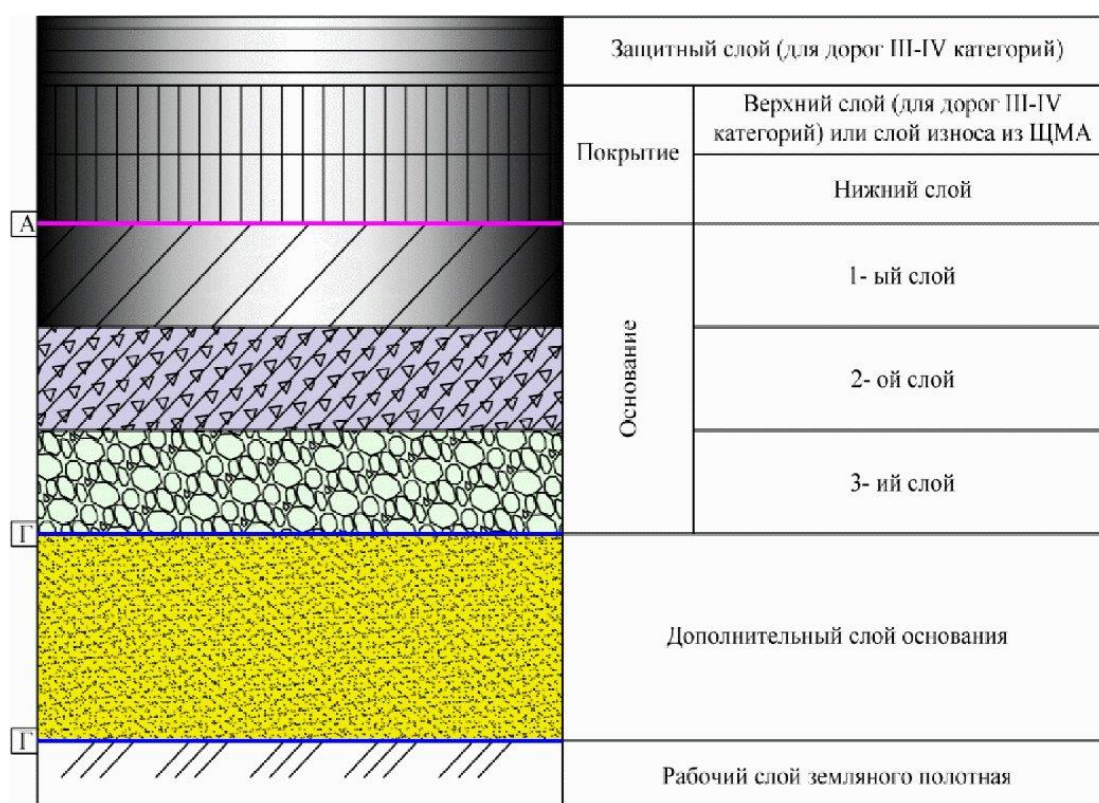 Защитный слой (для дорог III-IV категорий)
Покрытие
Верхний слой (для дорог III-IV
категорий) или слой износа из ЩМА
Нижний слой
А
Основание
1- ый слой
2- ой слой
3- ий слой
Г
Дополнительный слой основания
Г
Рабочий слой земляного полотная